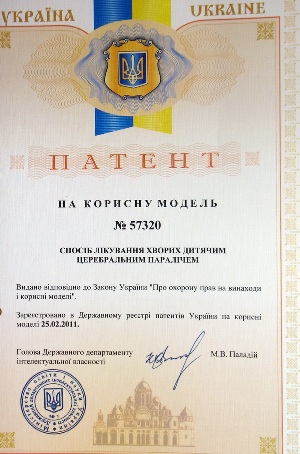 УКРАЇНА UKRAINE
ПАТЕНТ
НА КОРИСНУ МОДЕЛЬ
№ 57320
СПОСІБ ЛІКУВАННЯ ХВОРИХ ДИТЯЧИМ
ЦЕРЕБРАЛЬНИМ ПАРАЛІЧЕМ
Видано відповідно до Закону України "Про охорону прав на винаходи
і корисні моделі".
Зареєстровано в Державному реєстрі патентів України на корисні
моделі 25.02.2011.
Голова Державного департаменту
інтелектуальної власності
М.В. Паладій